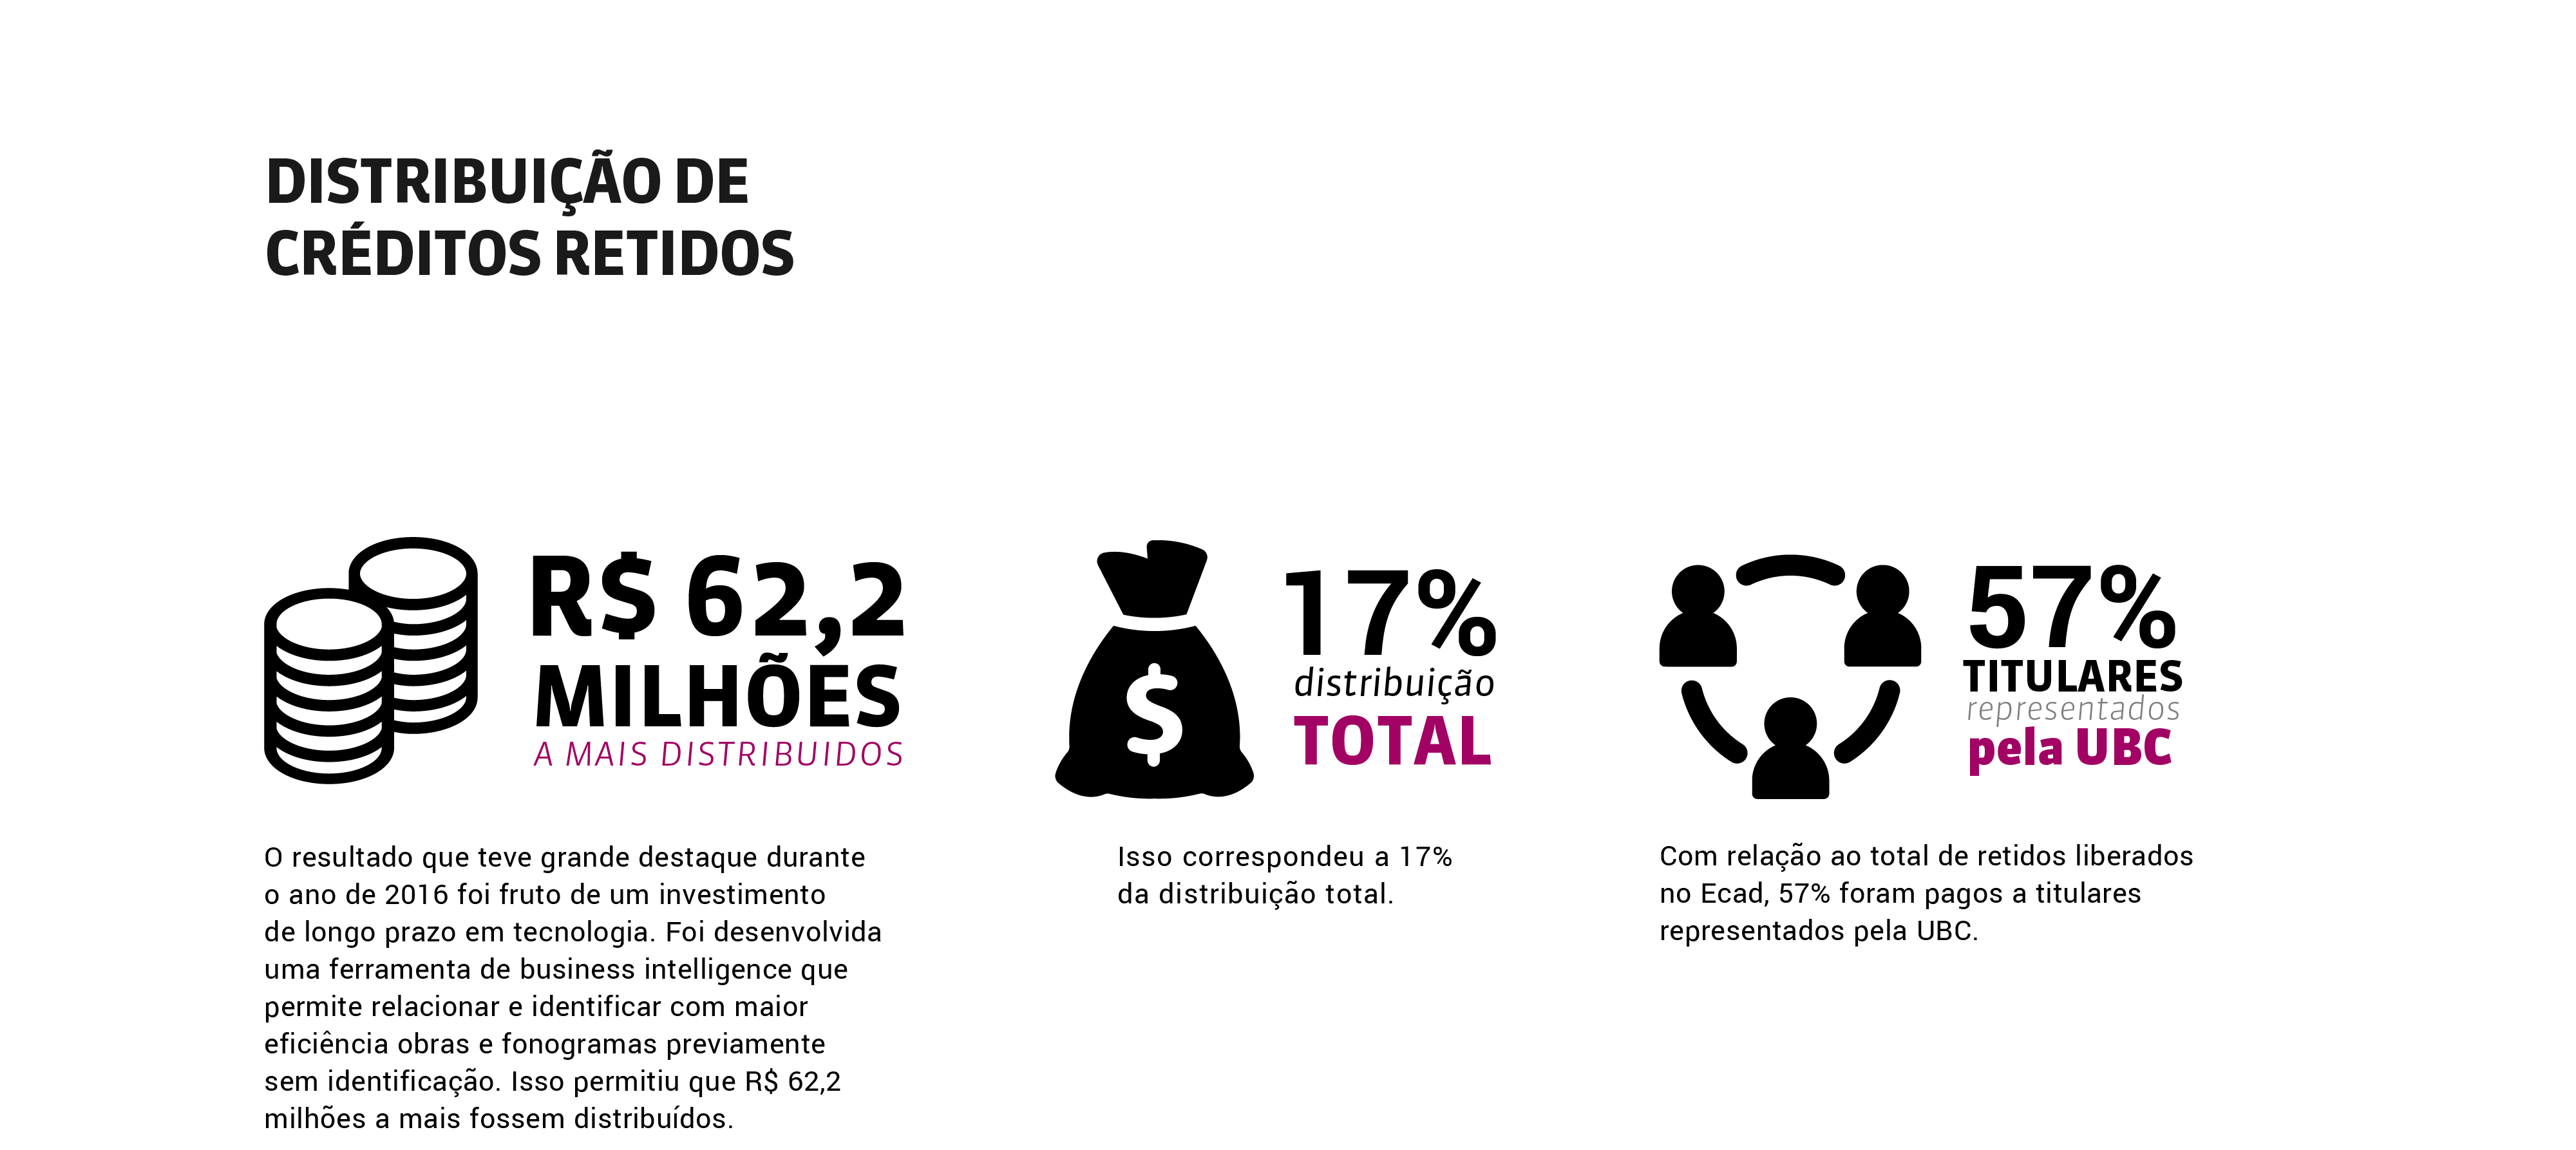 DISTRIBUIÇÃO DE
CRÉDITOS RETIDOS
R$ 62,2
MILHÕES
A MAIS DISTRIBUIDOS
O resultado que teve grande destaque durante
o ano de 2016 foi fruto de um investimento
de longo prazo em tecnologia. Foi desenvolvida
uma ferramenta de business intelligence que
permite relacionar e identificar com maior
eficiência obras e fonogramas previamente
sem identificação. Isso permitiu que R$ 62,2
milhões a mais fossem distribuídos.
$
17%
distribuição
TOTAL
Isso correspondeu a 17%
da distribuição total.
57%
TITULARES
representados
pela UBC
Com relação ao total de retidos liberados
no Ecad, 57% foram pagos a titulares
representados pela UBC.